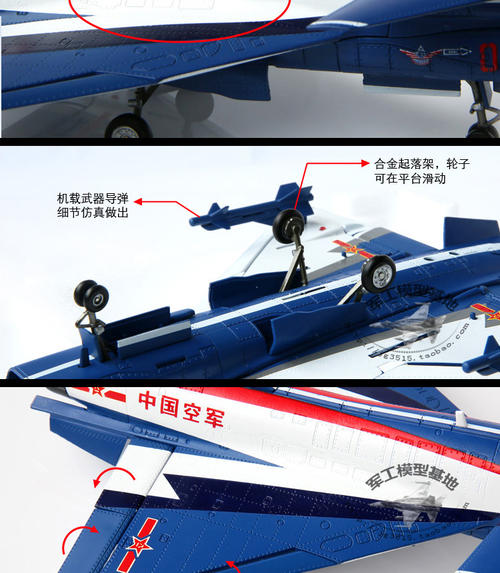 合金起落架,轮子
可在平台滑动
机载武器导弹
细节仿真做出
军工模型基地
g3515.taobao.com
中国空军
军工模型基地